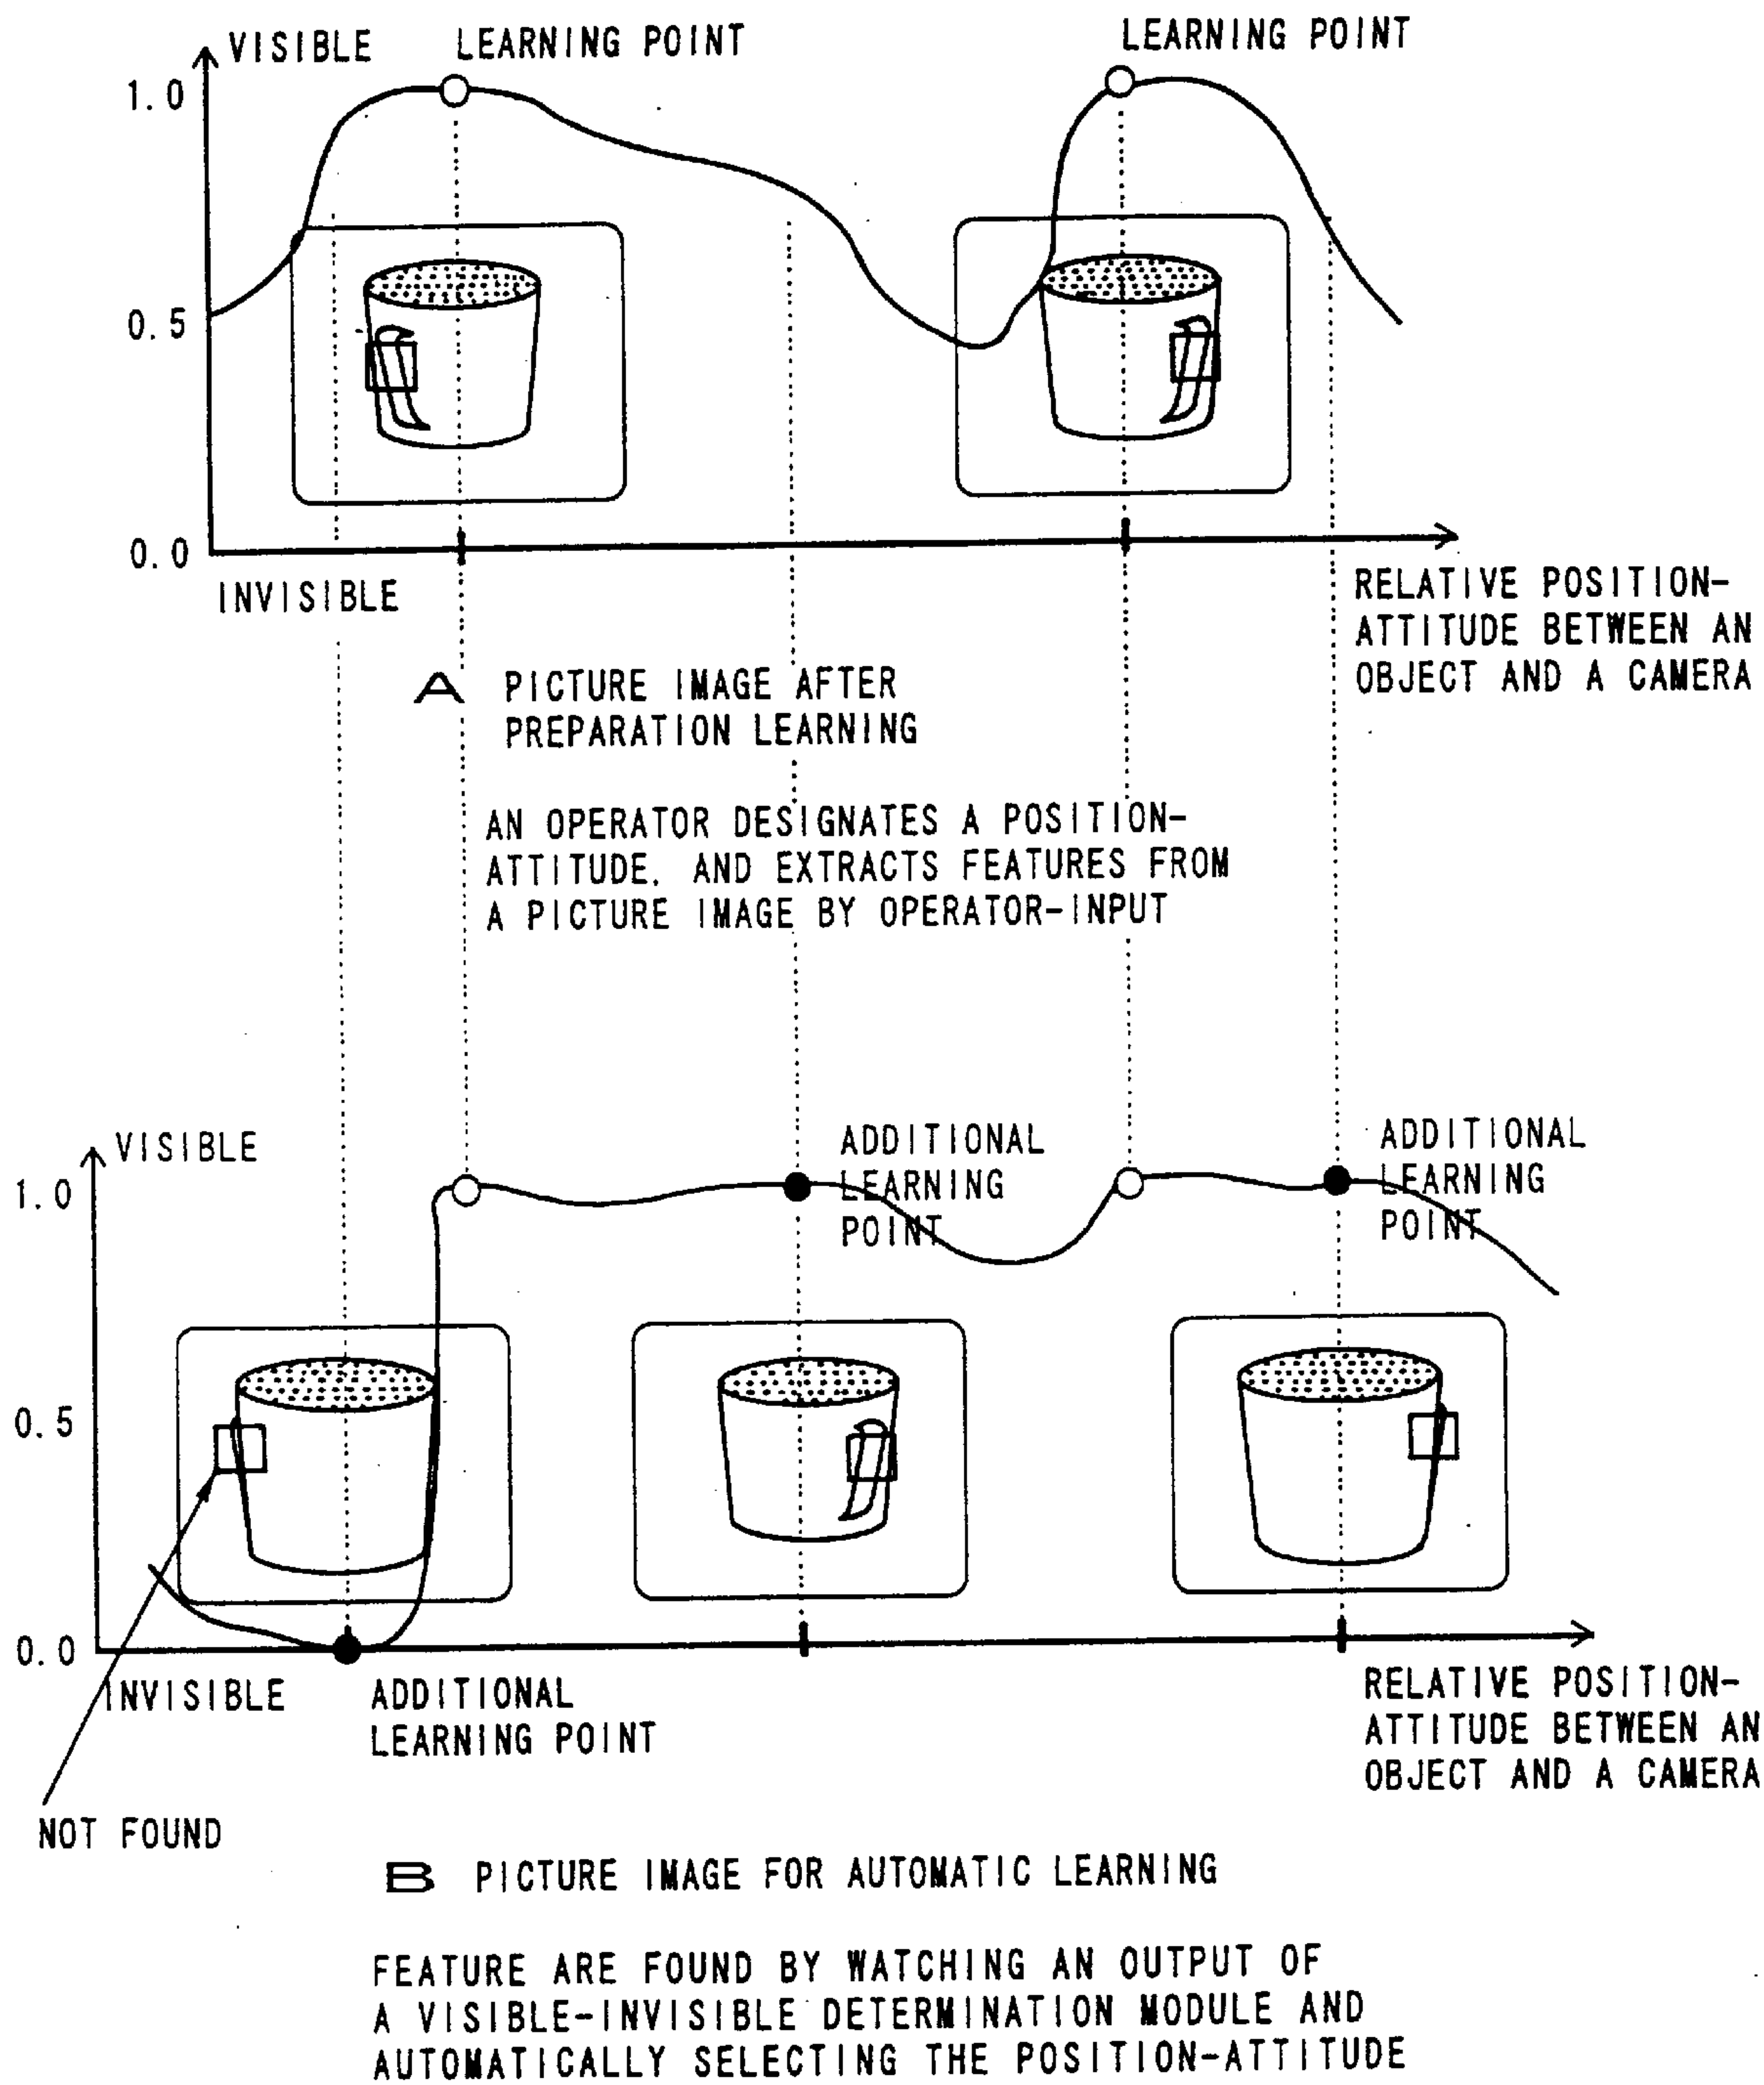 VISIBLE
LEARNING POINT
LEARNING POINT
1.0
0.5
0.0
INVISIBLE
RELATIVE POSITION-
ATTITUDE BETWEEN AN
OBJECT AND A CAMERA
A PICTURE IMAGE AFTER
PREPARATION LEARNING
AN OPERATOR DESIGNATES A POSITION-
ATTITUDE. AND EXTRACTS FEATURES FROM
A PICTURE IMAGE BY OPERATOR-INPUT
VISIBLE
ADDITIONAL
LEARNING
POINT
ADDITIONAL
LEARNING
POINT
1.0
0.5
0.0
INVISIBLE
ADDITIONAL
LEARNING POINT
RELATIVE POSITION-
ATTITUDE BETWEEN AN
OBJECT AND A CAMERA
NOT FOUND
B PICTURE IMAGE FOR AUTOMATIC LEARNING
FEATURE ARE FOUND BY WATCHING AN OUTPUT OF
A VISIBLE-INVISIBLE DETERMINATION MODULE AND
AUTOMATICALLY SELECTING THE POSITION-ATTITUDE